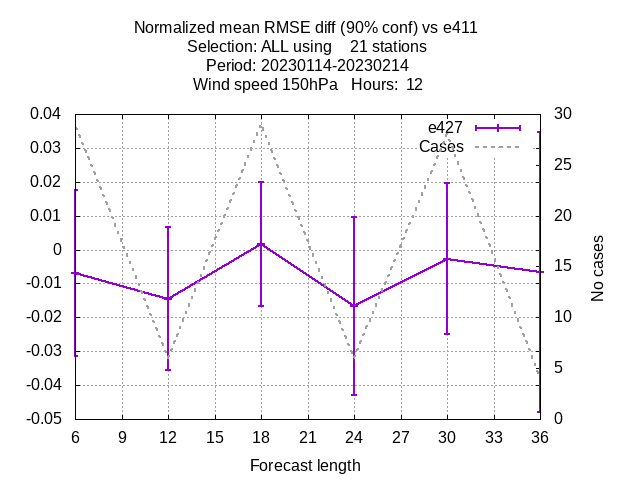 Normalized mean RMSE diff (90% conf) vs e411
Selection: ALL using    21 stations
Period: 20230114-20230214
Wind speed 150hPa   Hours:  12
0.04
0.03
0.02
0.01
0
-0.01
-0.02
-0.03
-0.04
-0.05
30
25
20
15
10
5
0
e427
Cases
No cases
6 9 12 15 18 21 24 27 30 33 36
Forecast length